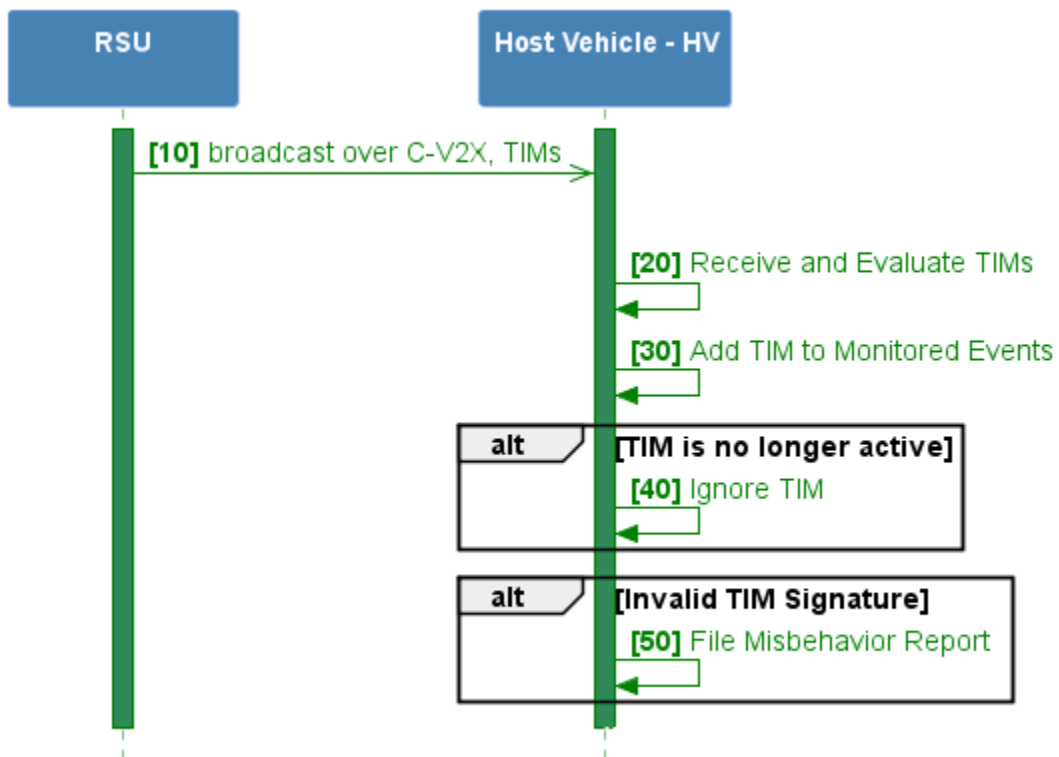 RSU
Host Vehicle - HV
[10] broadcast over C-V2X, TIMs
[20] Receive and Evaluate TIMs
[30] Add TIM to Monitored Events
alt [TIM is no longer active]
[40] Ignore TIM
alt [Invalid TIM Signature]
[50] File Misbehavior Report